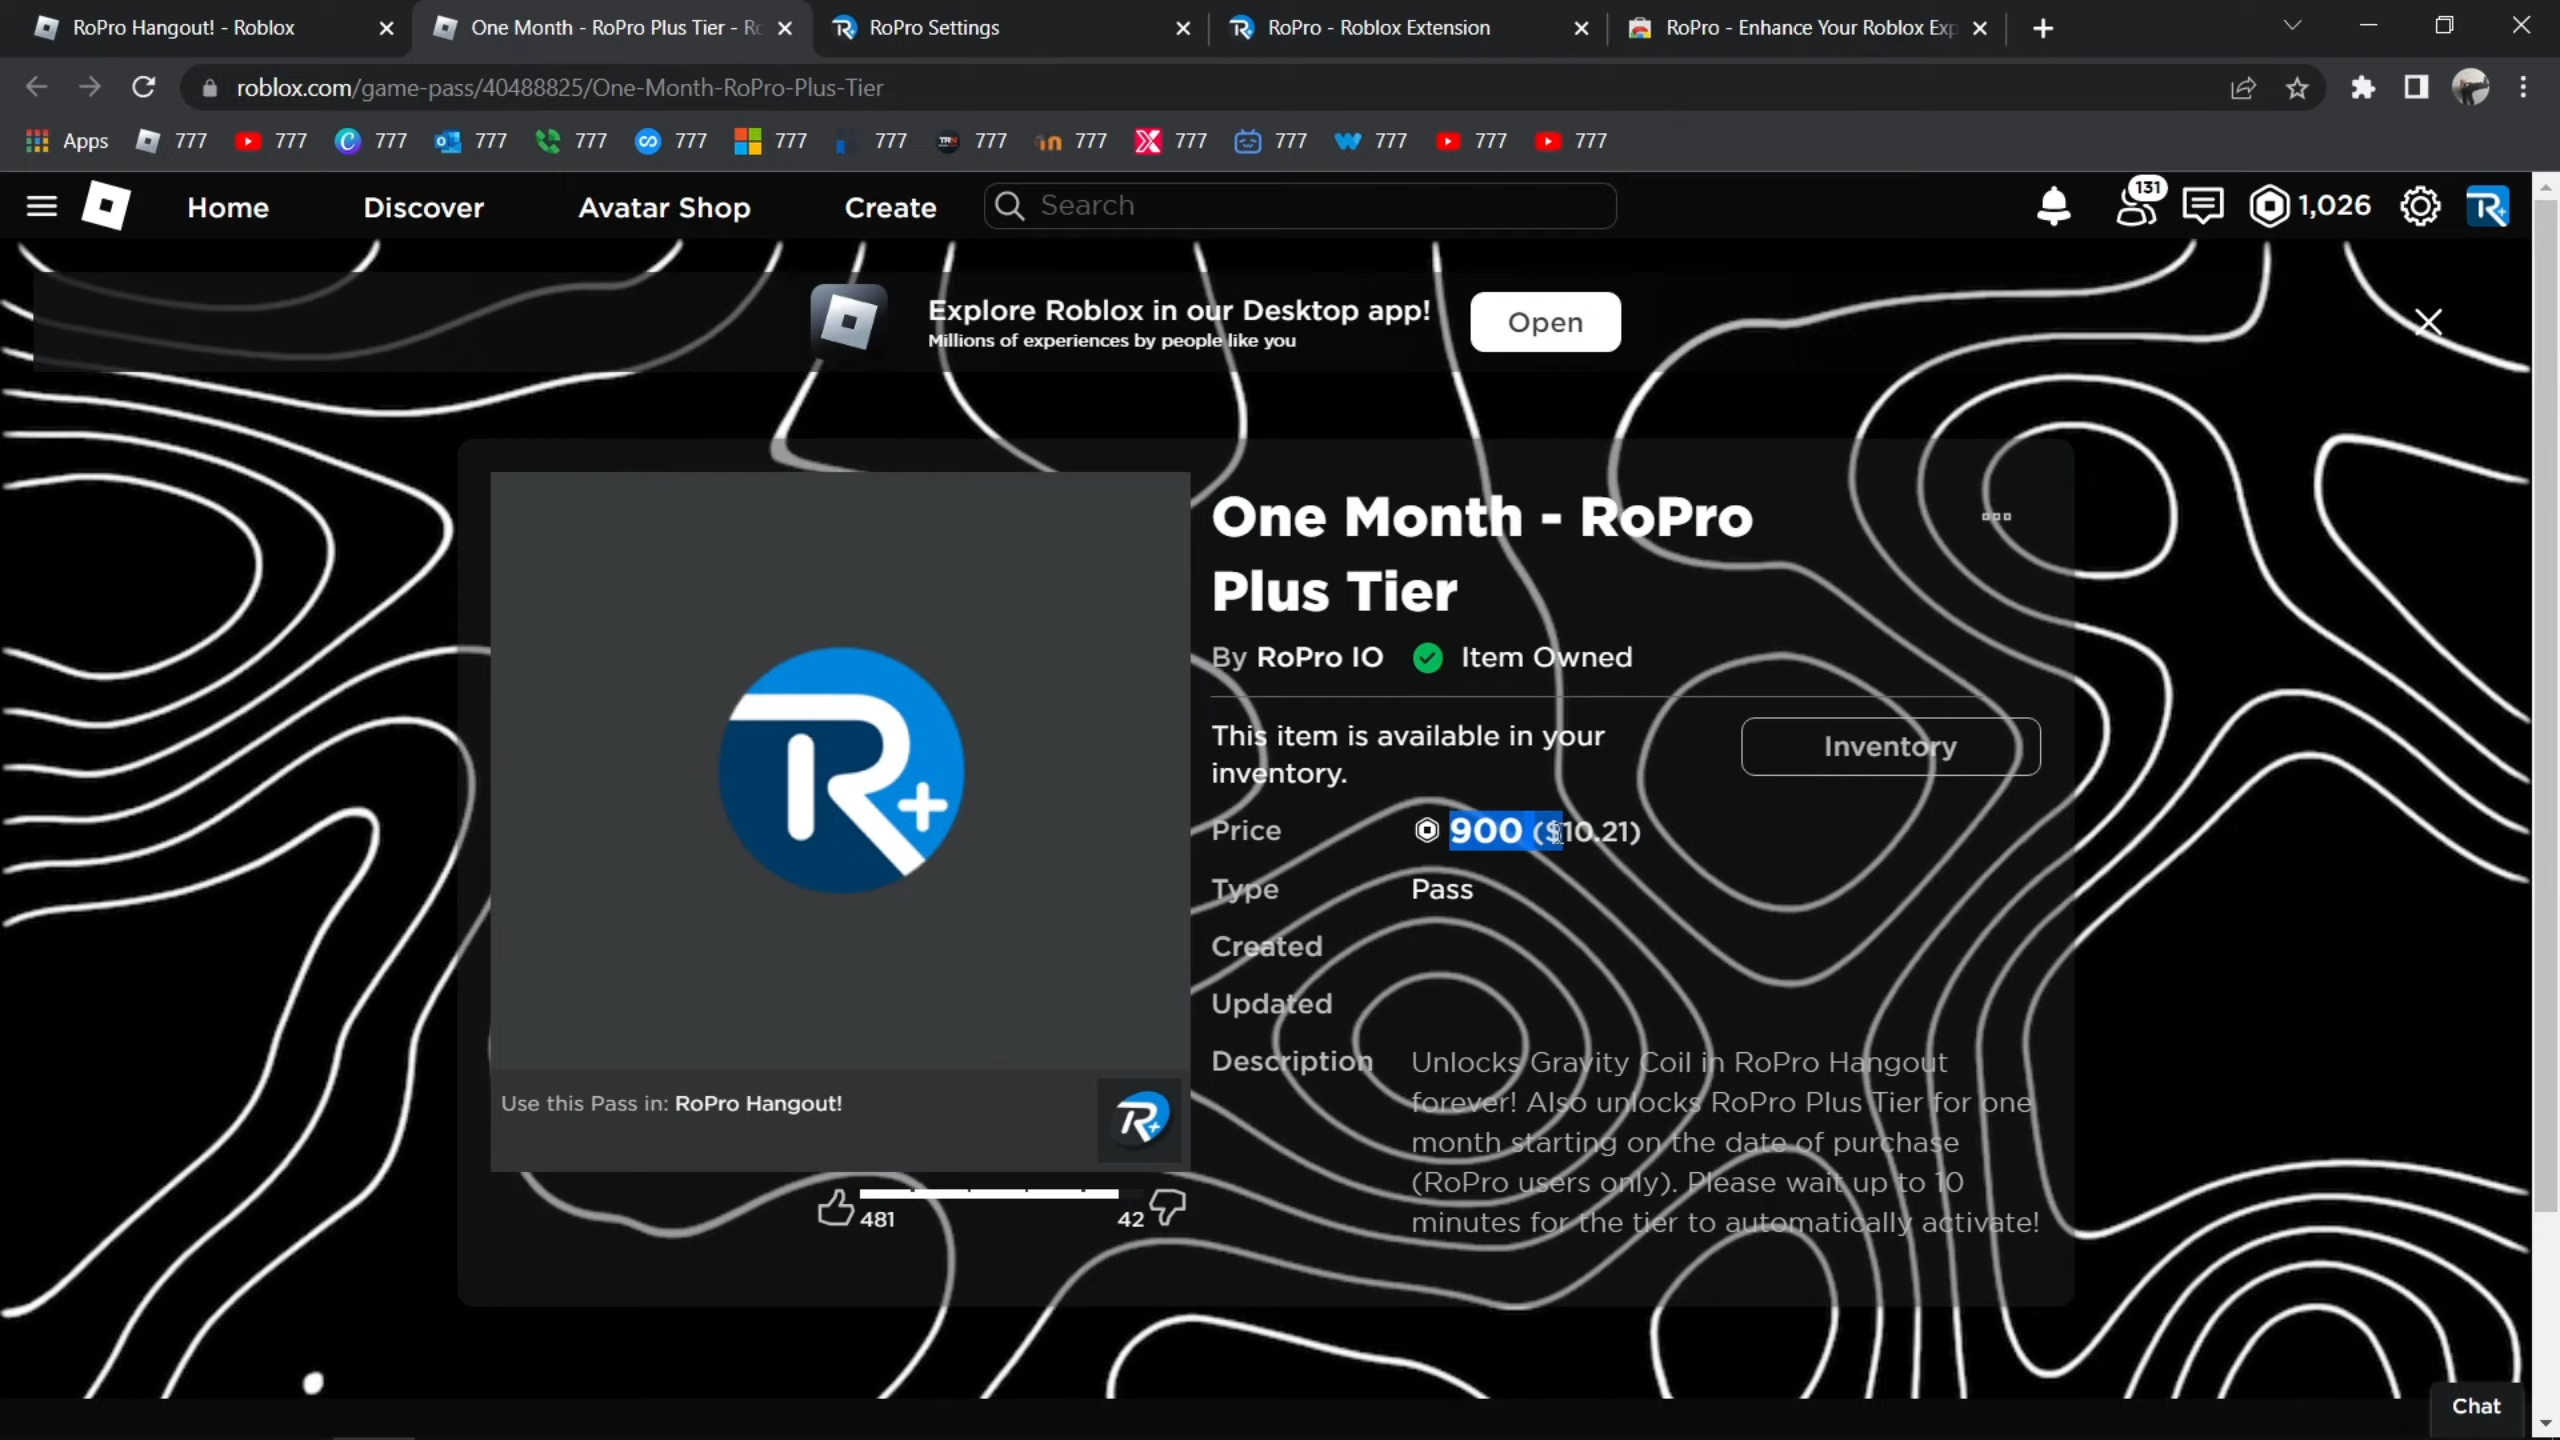 RoPro Hangout! - Roblox
One Month - RoPro Plus Tier - Ro
RoPro Settings
RoPro - Roblox Extension
RoPro - Enhance Your Roblox Exp
roblox.com/game-pass/40488825/One-Month-RoPro-Plus-Tier
Apps 777 777 777 777 777 777 777 777 777 777 777 777 777 777 777
Home Discover Avatar Shop Create Search 131 1,026
Explore Roblox in our Desktop app!
Millions of experiences by people like you
Open
One Month - RoPro
Plus Tier
By RoPro IO Item Owned
This item is available in your
inventory.
Inventory
Price 900 ($10.21)
Type Pass
Created
Updated
Description Unlocks Gravity Coil in RoPro Hangout
forever! Also unlocks RoPro Plus Tier for one
month starting on the date of purchase
(RoPro users only). Please wait up to 10
minutes for the tier to automatically activate!
Use this Pass in: RoPro Hangout!
481 42
Chat